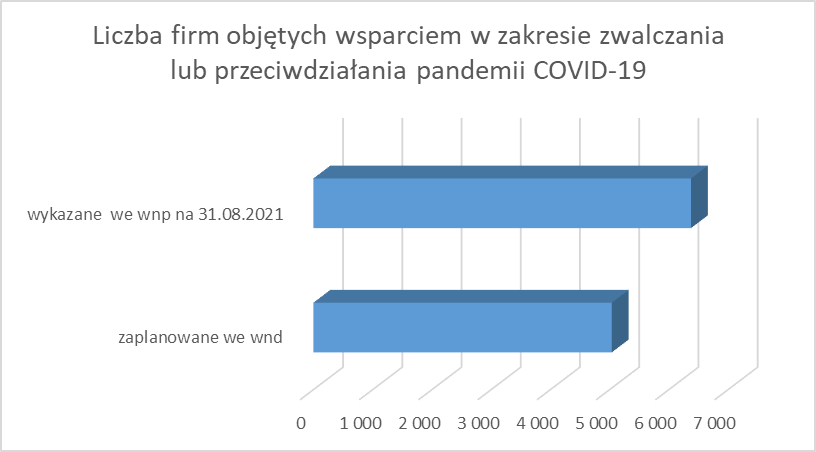 Liczba firm objętych wsparciem w zakresie zwalczania
lub przeciwdziałania pandemii COVID-19
wykazane  we wnp na 31.08.2021
zaplanowane we wnd
0 1 000 2 000 3 000 4 000 5 000 6 000 7 000